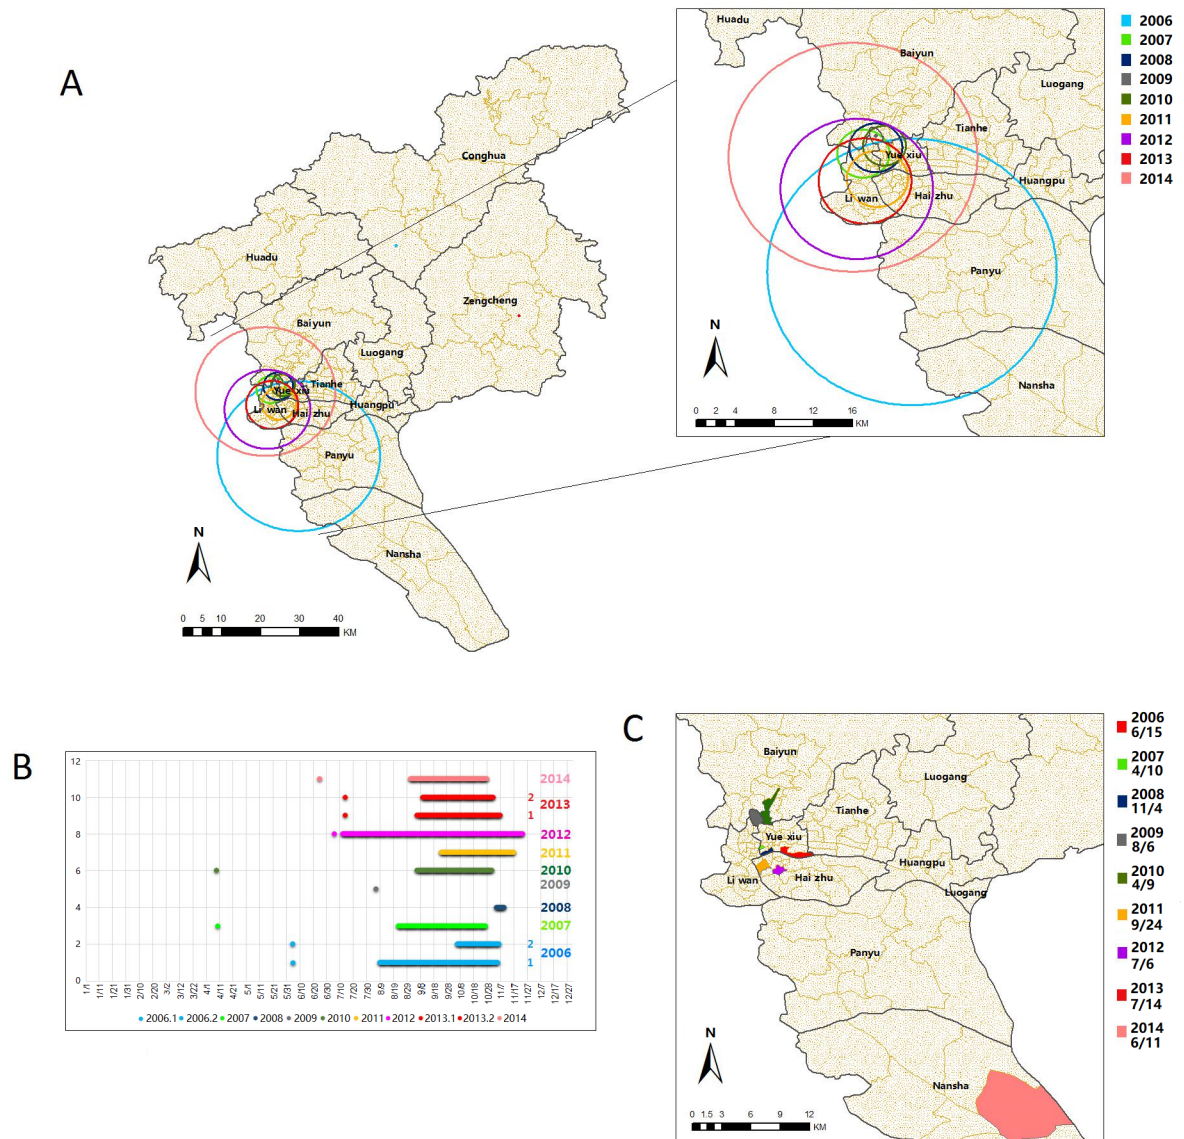 A
Conghua
Huadu
Zengcheng
Baiyun
Luogang
Tianhe
Yue xiu
Li wan
Hai zhu
Huangpu
Panyu
Nansha
N
0 5 10 20 30 40
KM
Huadu
Baiyun
Luogang
Tianhe
Yue xiu
Huangpu
Li wan
Hai zhu
Panyu
Nansha
N
0 2 4 8 12 16
KM
2006
2007
2008
2009
2010
2011
2012
2013
2014
B
12
10
8
6
4
2
0
2014
2
2013
1
2012
2011
2010
2009
2008
2007
2
2006
1
1/1 1/11 1/21 1/31 2/10 2/20 3/2 3/12 3/22 4/1 4/11 4/21 5/1 5/11 5/21 5/31 6/10 6/20 6/30 7/10 7/20 7/30 8/9 8/19 8/29 9/8 9/18 9/28 10/8 10/18 10/28 11/7 11/17 11/27 12/7 12/17 12/27
2006.1 2006.2 2007 2008 2009 2010 2011 2012 2013.1 2013.2 2014
C
Baiyun
Luogang
Tianhe
Yue xiu
Huangpu
Li wan
Hai zhu
Luogang
Panyu
Nansha
N
0 1.5 3 6 9 12
KM
2006
6/15
2007
4/10
2008
11/4
2009
8/6
2010
4/9
2011
9/24
2012
7/6
2013
7/14
2014
6/11